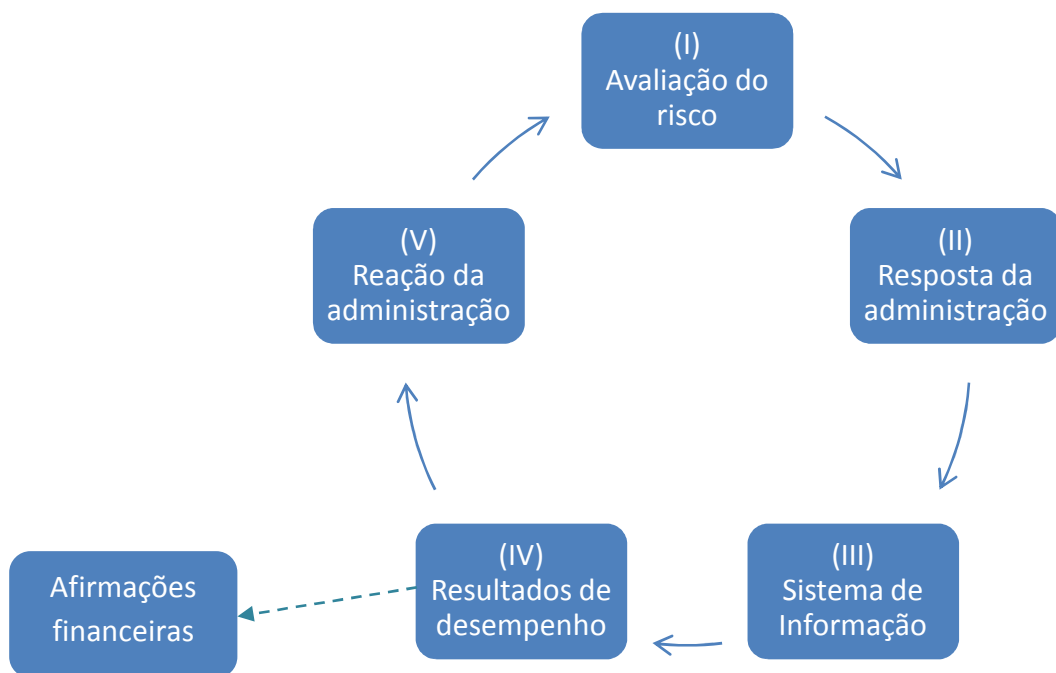 (I)
Avaliação do
risco
(II)
Resposta da
administração
(III)
Sistema de
Informação
(IV)
Resultados de
desempenho
(V)
Reação da
administração
Afirmações
financeiras